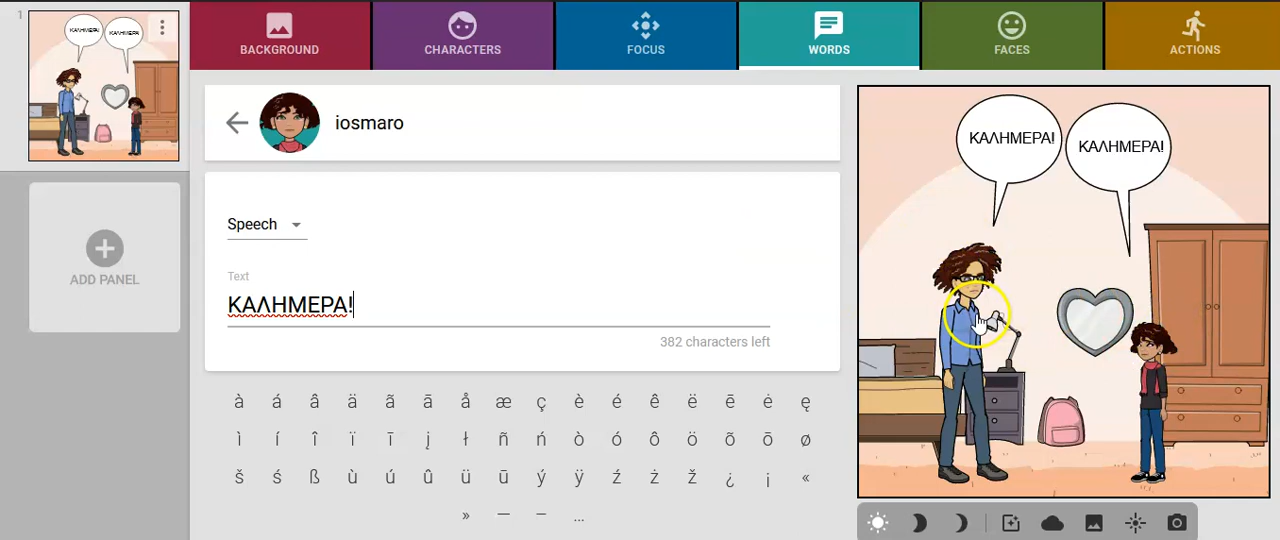 1
ΚΑΛΗΜΕΡΑ!
ΚΑΛΗΜΕΡΑ
BACKGROUND
CHARACTERS
FOCUS
WORDS
FACES
ACTIONS
iosmaro
Speech
Text
ΚΑΛΗΜΕΡΑ!
382 characters left
ADD PANEL
à á â ä ã ā å æ ç è é ê ë ē ė ę
ì í î ï ī į ł ñ ń ò ó ô ö õ ō ø
š ś ß ù ú û ü ū ý ÿ ź ż ž ¿ ¡ «
» — – …
ΚΑΛΗΜΕΡΑ!
ΚΑΛΗΜΕΡΑ!